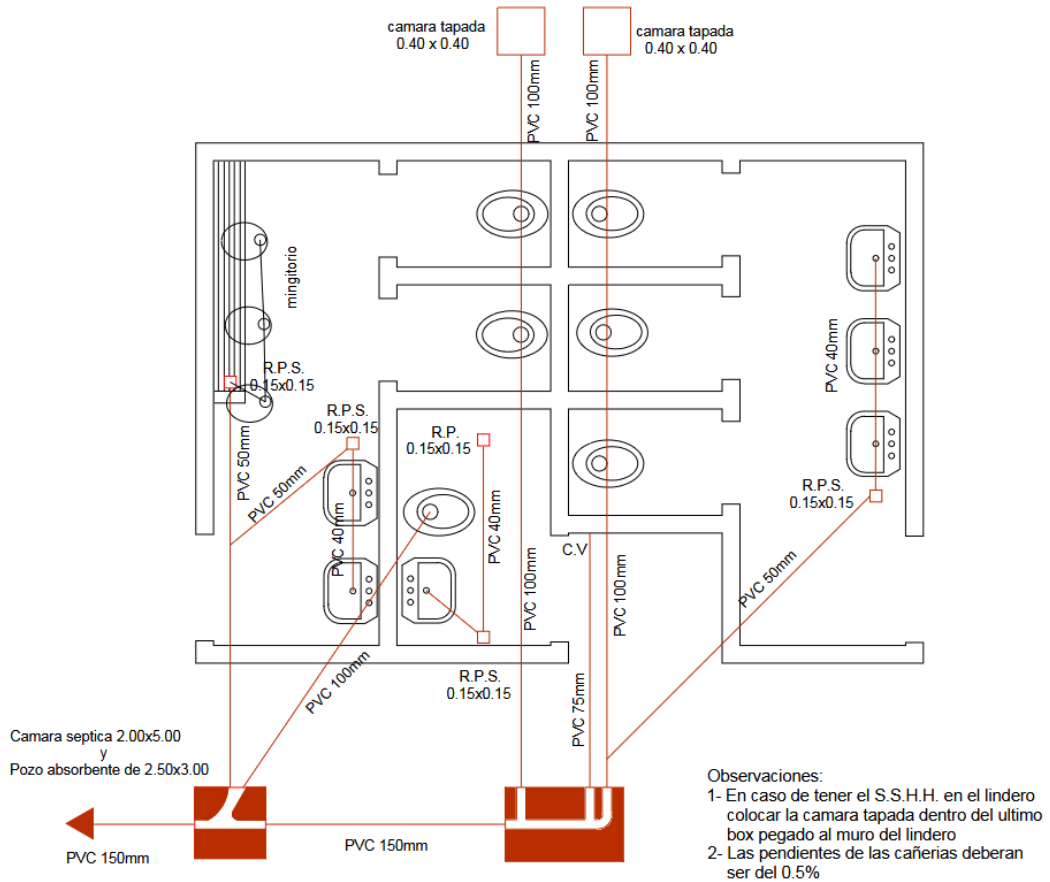 camara tapada
0.40 x 0.40
camara tapada
0.40 x 0.40
PVC 100mm
PVC 100mm
mingitorio
R.P.S.
0.15x0.15
R.P.S.
0.15x0.15
R.P.
0.15x0.15
PVC 40mm
R.P.S.
0.15x0.15
PVC 50mm
PVC 50mm
PVC 40mm
PVC 40mm
C.V
PVC 100mm
PVC 100mm
PVC 50mm
PVC 100mm
R.P.S.
0.15x0.15
PVC 75mm
Camara septica 2.00x5.00
y
Pozo absorbente de 2.50x3.00
PVC 150mm
PVC 150mm
Observaciones:
1- En caso de tener el S.S.H.H. en el lindero
colocar la camara tapada dentro del ultimo
box pegado al muro del lindero
2- Las pendientes de las cañerias deberan
ser del 0.5%